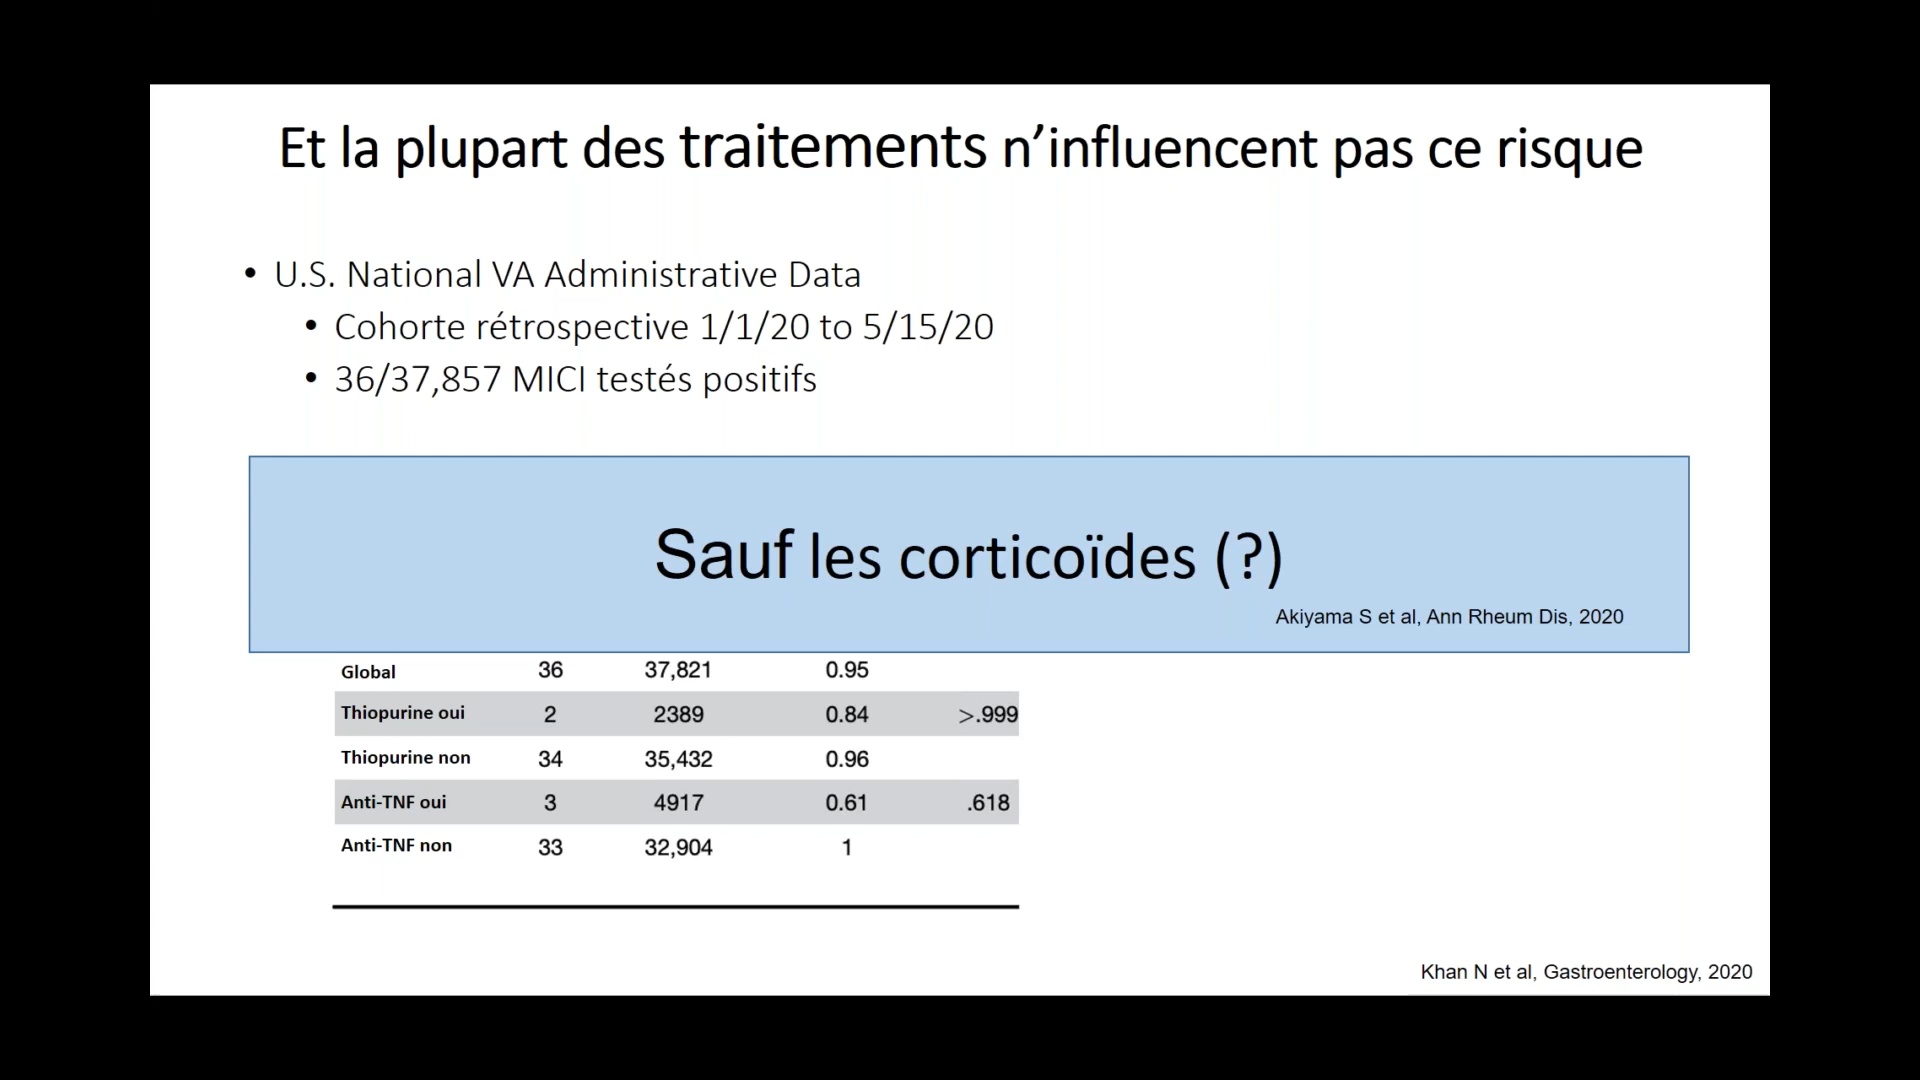 Et la plupart des traitements n’influencent pas ce risque
• U.S. National VA Administrative Data
• Cohorte rétrospective 1/1/20 to 5/15/20
• 36/37,857 MICI testés positifs
Sauf les corticoïdes (?)
Akiyama S et al, Ann Rheum Dis, 2020
Global 36 37,821 0.95
Thiopurine oui 2 2389 0.84 >.999
Thiopurine non 34 35,432 0.96
Anti-TNF oui 3 4917 0.61 .618
Anti-TNF non 33 32,904 1
Khan N et al, Gastroenterology, 2020